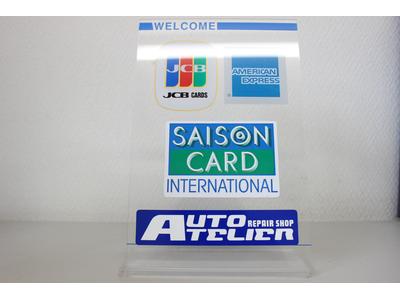 WELCOME
JCB
JCB CARDS
AMERICAN
EXPRESS
SAISON
CARD
INTERNATIONAL
AUTO REPAIR SHOP
ATELIER